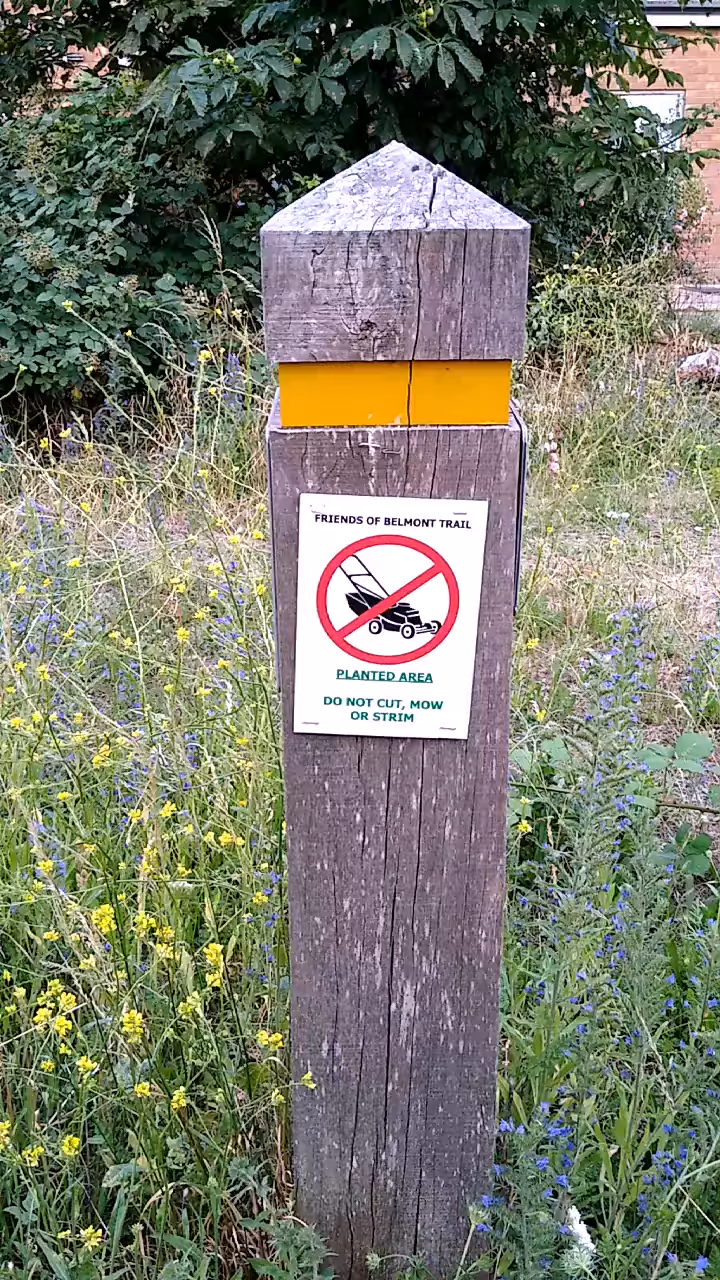 FRIENDS OF BELMONT TRAIL
PLANTED AREA
DO NOT CUT, MOW
OR STRIM